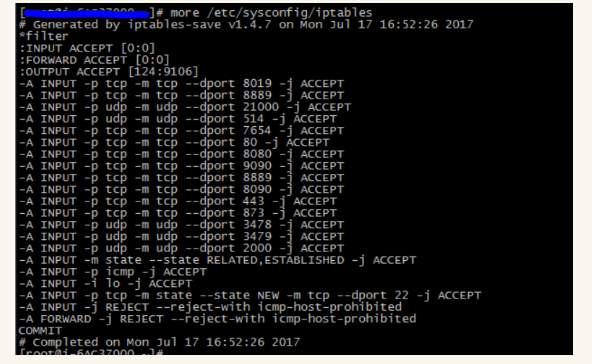 ]# more /etc/sysconfig/iptables
# Generated by iptables-save v1.4.7 on Mon Jul 17 16:52:26 2017
*filter
:INPUT ACCEPT [0:0]
:FORWARD ACCEPT [0:0]
:OUTPUT ACCEPT [124:9106]
-A INPUT -p tcp -m tcp --dport 8019 -j ACCEPT
-A INPUT -p tcp -m tcp --dport 8889 -j ACCEPT
-A INPUT -p udp -m udp --dport 21000 -j ACCEPT
-A INPUT -p udp -m udp --dport 514 -j ACCEPT
-A INPUT -p tcp -m tcp --dport 7654 -j ACCEPT
-A INPUT -p tcp -m tcp --dport 80 -j ACCEPT
-A INPUT -p tcp -m tcp --dport 8080 -j ACCEPT
-A INPUT -p tcp -m tcp --dport 9090 -j ACCEPT
-A INPUT -p tcp -m tcp --dport 8889 -j ACCEPT
-A INPUT -p tcp -m tcp --dport 8090 -j ACCEPT
-A INPUT -p tcp -m tcp --dport 443 -j ACCEPT
-A INPUT -p tcp -m tcp --dport 873 -j ACCEPT
-A INPUT -p udp -m udp --dport 3478 -j ACCEPT
-A INPUT -p udp -m udp --dport 3479 -j ACCEPT
-A INPUT -p udp -m udp --dport 2000 -j ACCEPT
-A INPUT -m state --state RELATED,ESTABLISHED -j ACCEPT
-A INPUT -p icmp -j ACCEPT
-A INPUT -i lo -j ACCEPT
-A INPUT -p tcp -m state --state NEW -m tcp --dport 22 -j ACCEPT
-A INPUT -j REJECT --reject-with icmp-host-prohibited
-A FORWARD -j REJECT --reject-with icmp-host-prohibited
COMMIT
# Completed on Mon Jul 17 16:52:26 2017
[root@i-6AC37000 ~]#